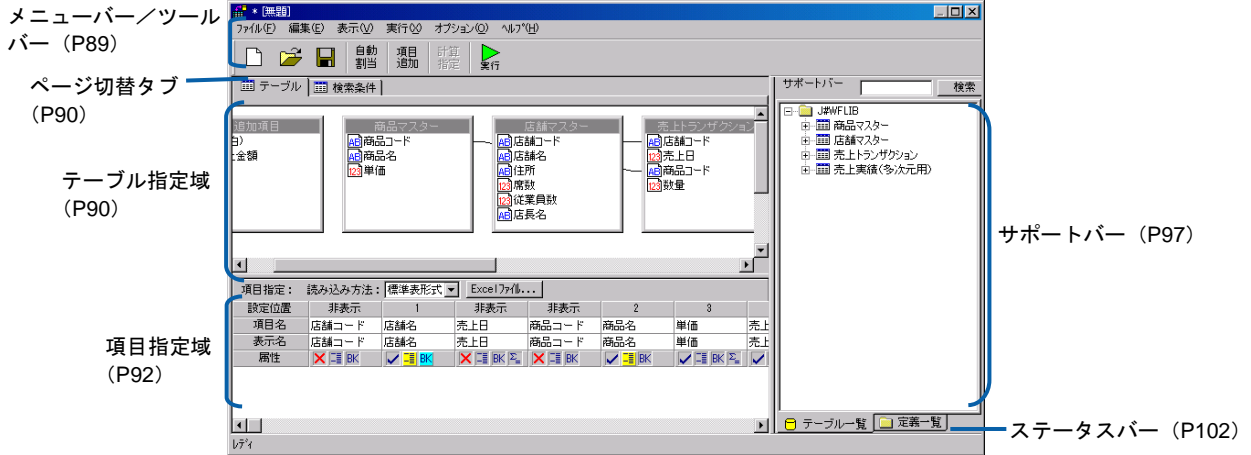 メニューバー／ツール
バー（P89）
ページ切替タブ
（P90）
テーブル指定域
（P90）
項目指定域
（P92）
* [無題]
ファイル(F) 編集(E) 表示(V) 実行(X) オプション(O) ヘルプ(H)
自動割当 項目追加 計算指定 実行
テーブル 検索条件
追加項目
金額
商品マスター
商品コード
商品名
単価
店舗マスター
店舗コード
店舗名
住所
席数
従業員数
店長名
売上トランザクション
店舗コード
売上日
商品コード
数量
項目指定： 読み込み方法： 標準表形式 Excelファイル...
設定位置 非表示 1 非表示 非表示 2 3
項目名 店舗コード 店舗名 売上日 商品コード 商品名 単価 売上
表示名 店舗コード 店舗名 売上日 商品コード 商品名 単価 売上
属性 BK BK BK Σ BK BK BK Σ
レディ
サポートバー 検索
J#WFLIB
商品マスター
店舗マスター
売上トランザクション
売上実績(多次元用)
テーブル一覧 定義一覧
サポートバー（P97）
ステータスバー（P102）